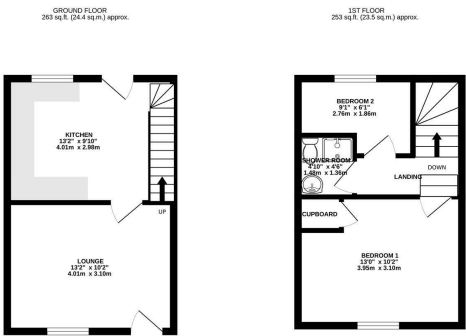 GROUND FLOOR
263 sq.ft. (24.4 sq.m.) approx.
KITCHEN
13'2" x 9'10"
4.01m x 2.98m
UP
LOUNGE
13'2" x 10'2"
4.01m x 3.10m
1ST FLOOR
253 sq.ft. (23.5 sq.m.) approx.
BEDROOM 2
9'1" x 6'1"
2.76m x 1.86m
SHOWER ROOM
4'10" x 4'6"
1.48m x 1.36m
DOWN
LANDING
CUPBOARD
BEDROOM 1
13'0" x 10'2"
3.95m x 3.10m